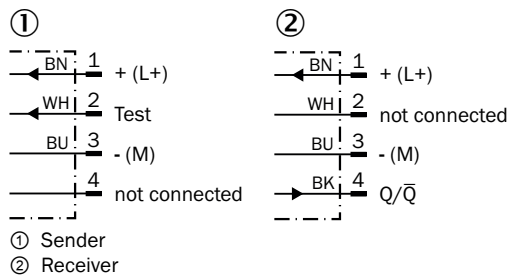 ①
BN 1 + (L+)
WH 2 Test
BU 3 - (M)
4 not connected
②
BN 1 + (L+)
WH 2 not connected
BU 3 - (M)
BK 4 Q/Q̅
① Sender
② Receiver